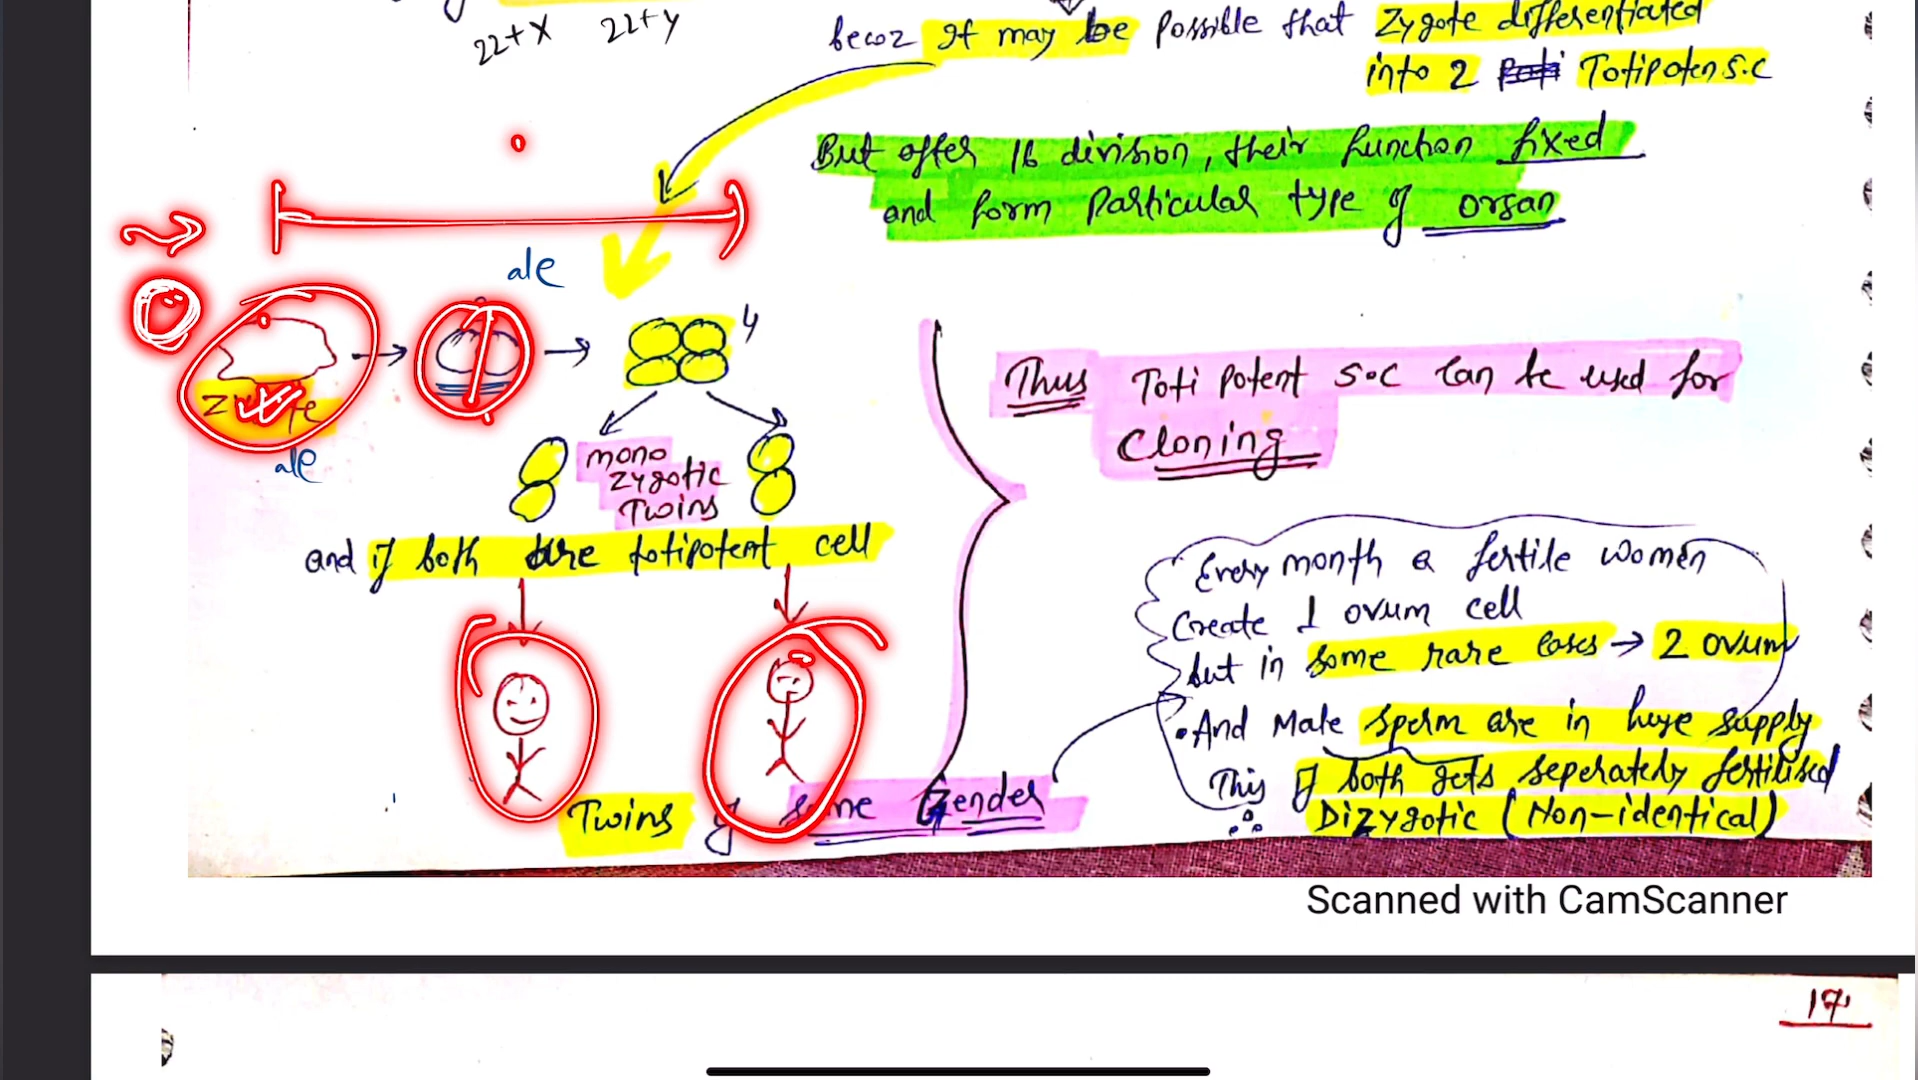 22+X 22+y
becoz It may be possible that Zygote differentiated
into 2 Totipoten S.C
But after 16 division, their function fixed
and form Particular type of organ
ale
4
Zygote
ale
mono
zygotic
Twins
and if both are totipotent cell
Twins of same Gender
Thus Toti potent S.C can be used for
Cloning
Every month a fertile women
Create 1 ovum cell
but in some rare cases → 2 ovum
• And Male sperm are in huge supply
This if both gets seperately fertilised
Dizygotic (Non-identical)
Scanned with CamScanner
17